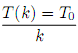 T(k) = T₀
k